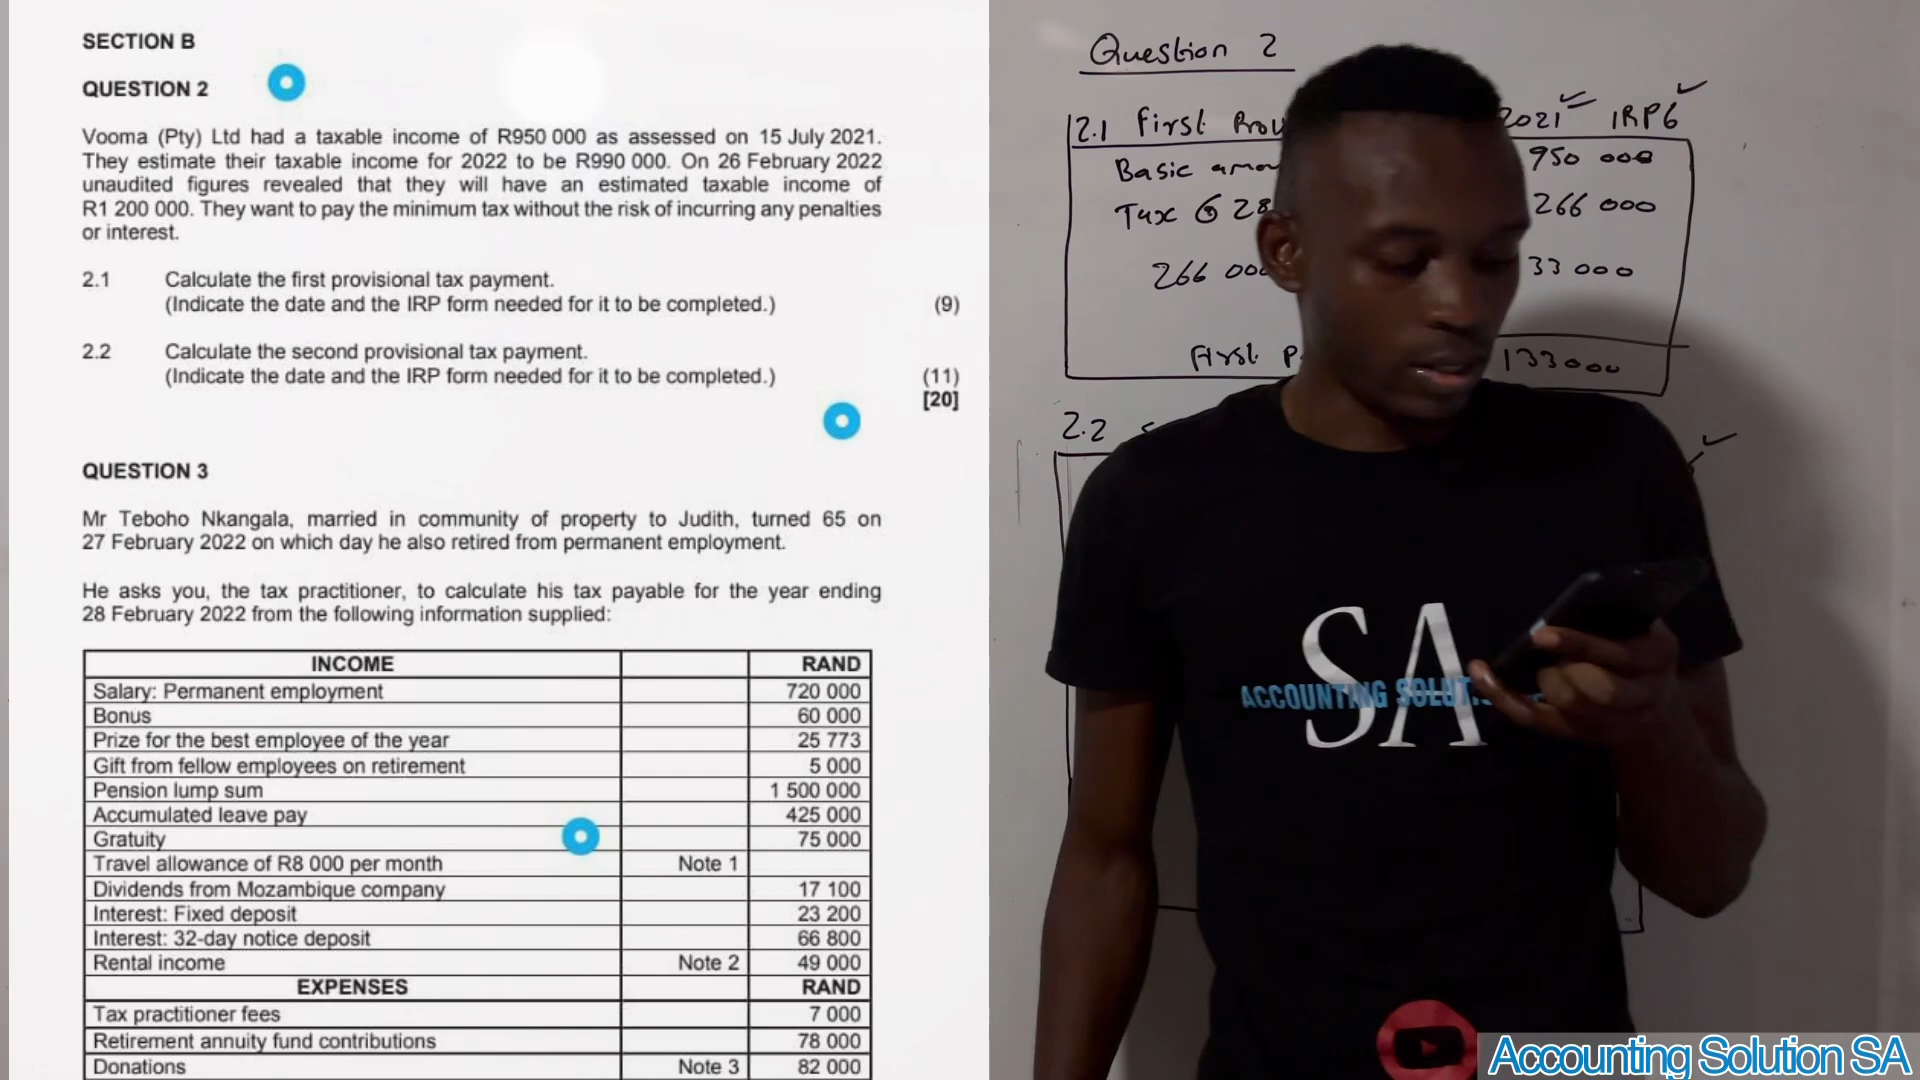 SECTION B
QUESTION 2
Vooma (Pty) Ltd had a taxable income of R950 000 as assessed on 15 July 2021.
They estimate their taxable income for 2022 to be R990 000. On 26 February 2022
unaudited figures revealed that they will have an estimated taxable income of
R1 200 000. They want to pay the minimum tax without the risk of incurring any penalties
or interest.
2.1 Calculate the first provisional tax payment.
(Indicate the date and the IRP form needed for it to be completed.) (9)
2.2 Calculate the second provisional tax payment.
(Indicate the date and the IRP form needed for it to be completed.) (11)
[20]
QUESTION 3
Mr Teboho Nkangala, married in community of property to Judith, turned 65 on
27 February 2022 on which day he also retired from permanent employment.
He asks you, the tax practitioner, to calculate his tax payable for the year ending
28 February 2022 from the following information supplied:
INCOME RAND
Salary: Permanent employment 720 000
Bonus 60 000
Prize for the best employee of the year 25 773
Gift from fellow employees on retirement 5 000
Pension lump sum 1 500 000
Accumulated leave pay 425 000
Gratuity 75 000
Travel allowance of R8 000 per month Note 1
Dividends from Mozambique company 17 100
Interest: Fixed deposit 23 200
Interest: 32-day notice deposit 66 800
Rental income Note 2 49 000
EXPENSES RAND
Tax practitioner fees 7 000
Retirement annuity fund contributions 78 000
Donations Note 3 82 000
Question 2
2.1 First 2021 IRP6
Basic 950 000
Tax @ 28 266 000
266 000 33 000
First 133 000
2.2
SA
ACCOUNTING
Accounting Solution SA